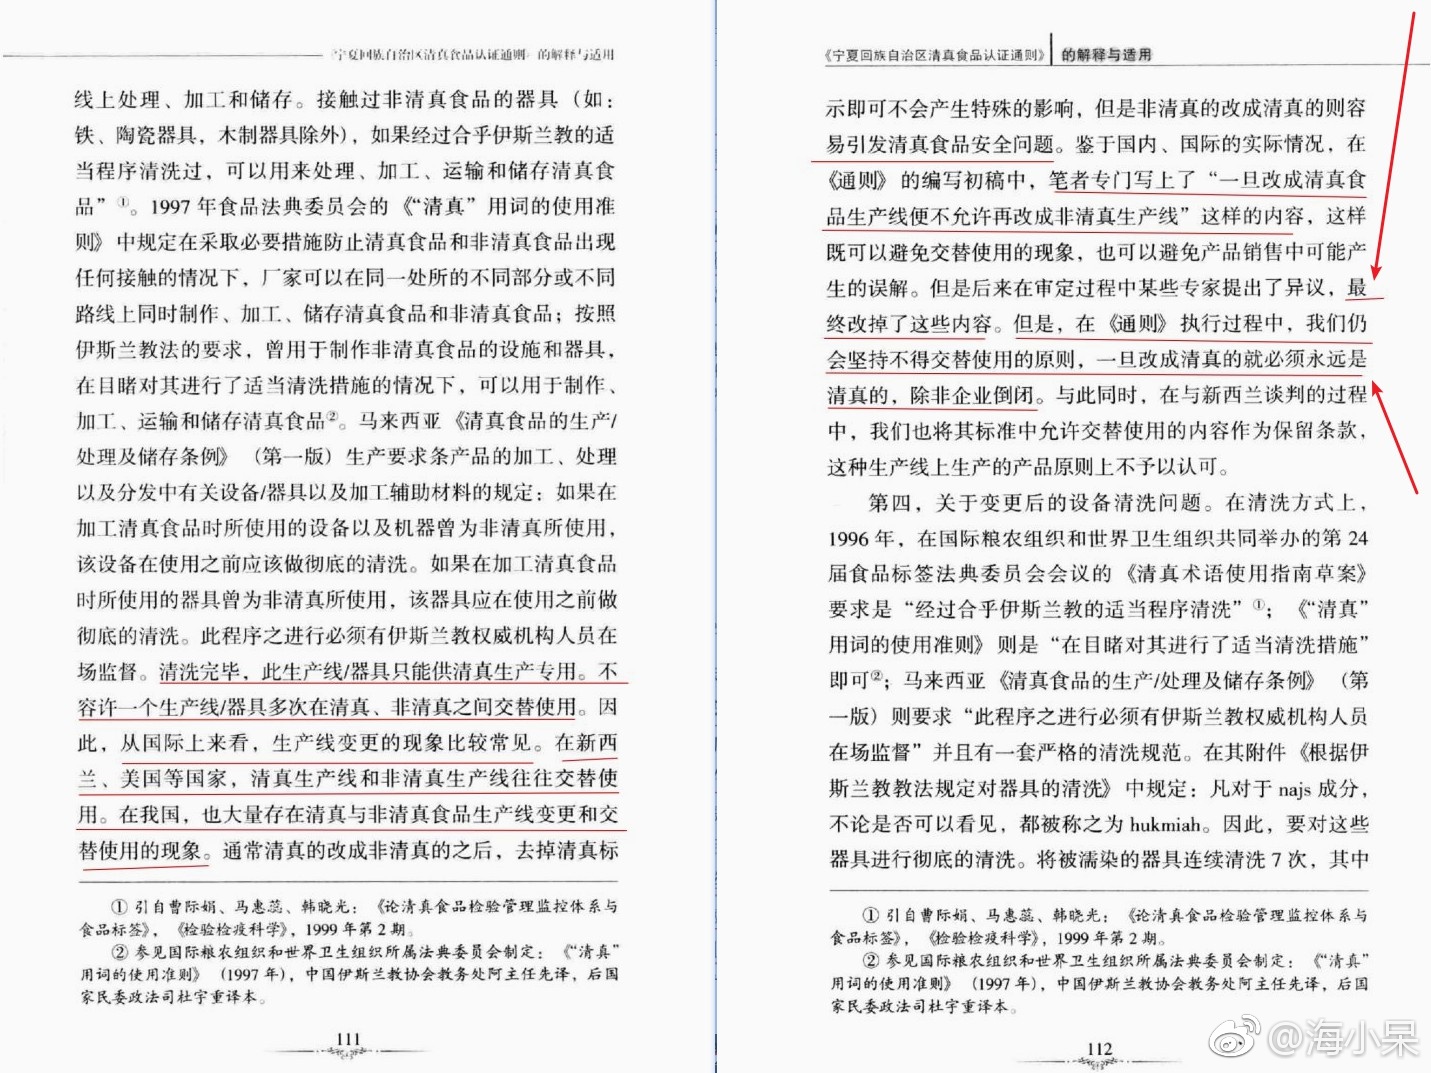 《宁夏回族自治区清真食品认证通则》的解释与适用
线上处理、加工和储存。接触过非清真食品的器具（如：
铁、陶瓷器具，木制器具除外），如果经过合乎伊斯兰教的适
当程序清洗过，可以用来处理、加工、运输和储存清真食
品”①。1997年食品法典委员会的《“清真”用词的使用准
则》中规定在采取必要措施防止清真食品和非清真食品出现
任何接触的情况下，厂家可以在同一处所的不同部分或不同
路线上同时制作、加工、储存清真食品和非清真食品；按照
伊斯兰教法的要求，曾用于制作非清真食品的设施和器具，
在目睹对其进行了适当清洗措施的情况下，可以用于制作、
加工、运输和储存清真食品②。马来西亚《清真食品的生产/
处理及储存条例》（第一版）生产要求条产品的加工、处理
以及分发中有关设备/器具以及加工辅助材料的规定：如果在
加工清真食品时所使用的设备以及机器曾为非清真所使用，
该设备在使用之前应该做彻底的清洗。如果在加工清真食品
时所使用的器具曾为非清真所使用，该器具应在使用之前做
彻底的清洗。此程序之进行必须有伊斯兰教权威机构人员在
场监督。清洗完毕，此生产线/器具只能供清真生产专用。不
容许一个生产线/器具多次在清真、非清真之间交替使用。因
此，从国际上来看，生产线变更的现象比较常见。在新西
兰、美国等国家，清真生产线和非清真生产线往往交替使
用。在我国，也大量存在清真与非清真食品生产线变更和交
替使用的现象。通常清真的改成非清真的之后，去掉清真标
① 引自曹际娟、马惠蕊、韩晓光：《论清真食品检验管理监控体系与
食品标签》，《检验检疫科学》，1999年第2期。
② 参见国际粮农组织和世界卫生组织所属法典委员会制定：《“清真”
用词的使用准则》（1997年），中国伊斯兰教协会教务处阿主任先译，后国
家民委政法司杜宇重译本。
111
《宁夏回族自治区清真食品认证通则》的解释与适用
示即可不会产生特殊的影响，但是非清真的改成清真的则容
易引发清真食品安全问题。鉴于国内、国际的实际情况，在
《通则》的编写初稿中，笔者专门写上了“一旦改成清真食
品生产线便不允许再改成非清真生产线”这样的内容，这样
既可以避免交替使用的现象，也可以避免产品销售中可能产
生的误解。但是后来在审定过程中某些专家提出了异议，最
终改掉了这些内容。但是，在《通则》执行过程中，我们仍
会坚持不得交替使用的原则，一旦改成清真的就必须永远是
清真的，除非企业倒闭。与此同时，在与新西兰谈判的过程
中，我们也将其标准中允许交替使用的内容作为保留条款，
这种生产线上生产的产品原则上不予以认可。
第四，关于变更后的设备清洗问题。在清洗方式上，
1996年，在国际粮农组织和世界卫生组织共同举办的第24
届食品标签法典委员会会议的《清真术语使用指南草案》
要求是“经过合乎伊斯兰教的适当程序清洗”①；《“清真”
用词的使用准则》则是“在目睹对其进行了适当清洗措施”
即可②；马来西亚《清真食品的生产/处理及储存条例》（第
一版）则要求“此程序之进行必须有伊斯兰教权威机构人员
在场监督”并且有一套严格的清洗规范。在其附件《根据伊
斯兰教教法规定对器具的清洗》中规定：凡对于najs成分，
不论是否可以看见，都被称之为hukmiah。因此，要对这些
器具进行彻底的清洗。将被濡染的器具连续清洗7次，其中
① 引自曹际娟、马惠蕊、韩晓光：《论清真食品检验管理监控体系与
食品标签》，《检验检疫科学》，1999年第2期。
② 参见国际粮农组织和世界卫生组织所属法典委员会制定：《“清真”
用词的使用准则》（1997年），中国伊斯兰教协会教务处阿主任先译，后国
家民委政法司杜宇重译本。
112
@海小呆